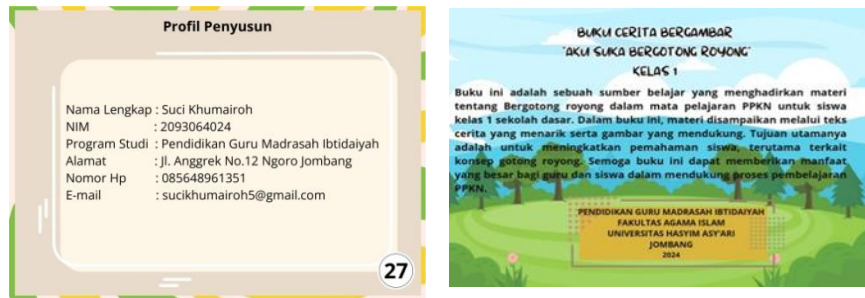 Profil Penyusun
Nama Lengkap : Suci Khumairoh
NIM : 2093064024
Program Studi : Pendidikan Guru Madrasah Ibtidaiyah
Alamat : Jl. Anggrek No.12 Ngoro Jombang
Nomor Hp : 085648961351
E-mail : sucikhumairoh5@gmail.com
27
BUKU CERITA BERGAMBAR
"AKU SUKA BERGOTONG ROYONG"
KELAS 1
Buku ini adalah sebuah sumber belajar yang menghadirkan materi
tentang Bergotong royong dalam mata pelajaran PPKN untuk siswa
kelas 1 sekolah dasar. Dalam buku ini, materi disampaikan melalui teks
cerita yang menarik serta gambar yang mendukung. Tujuan utamanya
adalah untuk meningkatkan pemahaman siswa, terutama terkait
konsep gotong royong. Semoga buku ini dapat memberikan manfaat
yang besar bagi guru dan siswa dalam mendukung proses pembelajaran
PPKN.
PENDIDIKAN GURU MADRASAH IBTIDAIYAH
FAKULTAS AGAMA ISLAM
UNIVERSITAS HASYIM ASY'ARI
JOMBANG
2024